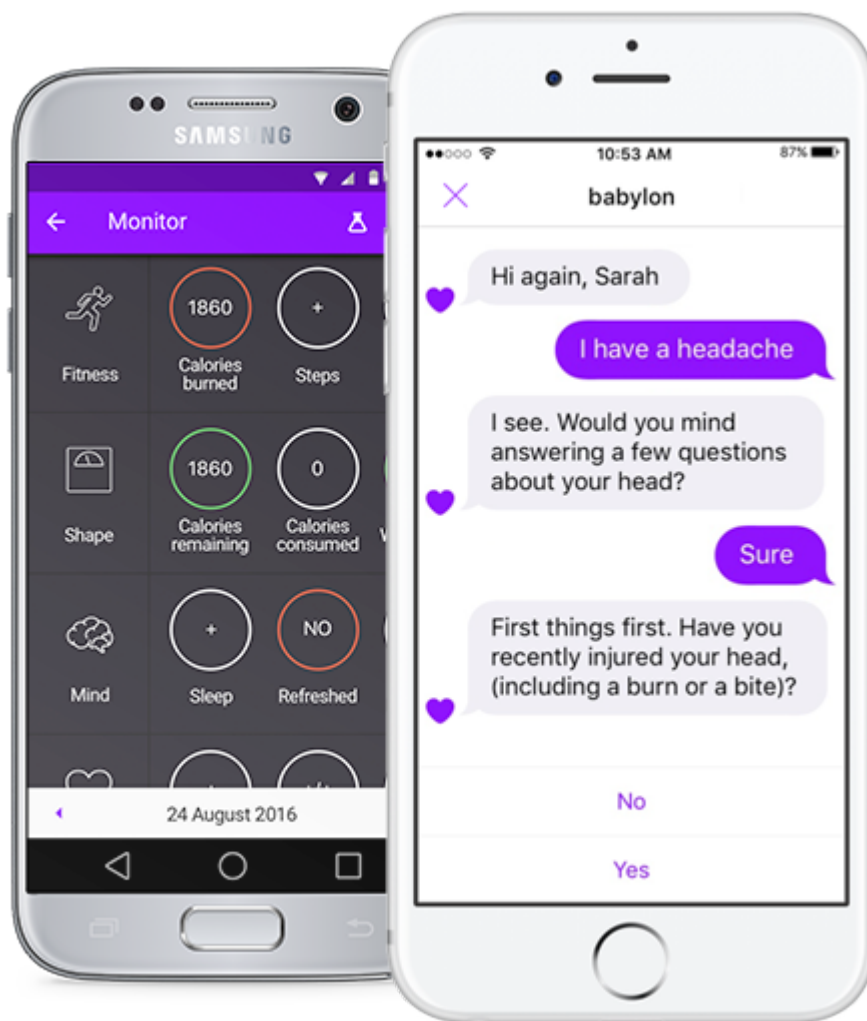 SAMSUNG
Monitor
Fitness
1860
Calories
burned
+
Steps
Shape
1860
Calories
remaining
0
Calories
consumed
Mind
+
Sleep
NO
Refreshed
24 August 2016
10:53 AM
87%
babylon
Hi again, Sarah
I have a headache
I see. Would you mind
answering a few questions
about your head?
Sure
First things first. Have you
recently injured your head,
(including a burn or a bite)?
No
Yes